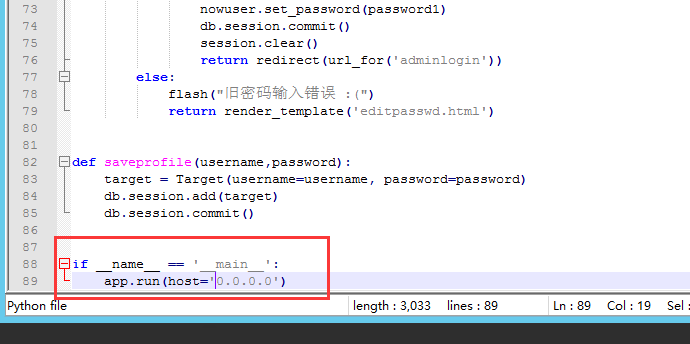 73 nowuser.set_password(password1)
74 db.session.commit()
75 session.clear()
76 return redirect(url_for('adminlogin'))
77 else:
78 flash("旧密码输入错误 :(")
79 return render_template('editpasswd.html')
80
81
82 def saveprofile(username,password):
83 target = Target(username=username, password=password)
84 db.session.add(target)
85 db.session.commit()
86
87
88 if __name__ == '__main__':
89 app.run(host='0.0.0.0')
Python file length : 3,033 lines : 89 Ln : 89 Col : 19 Sel :